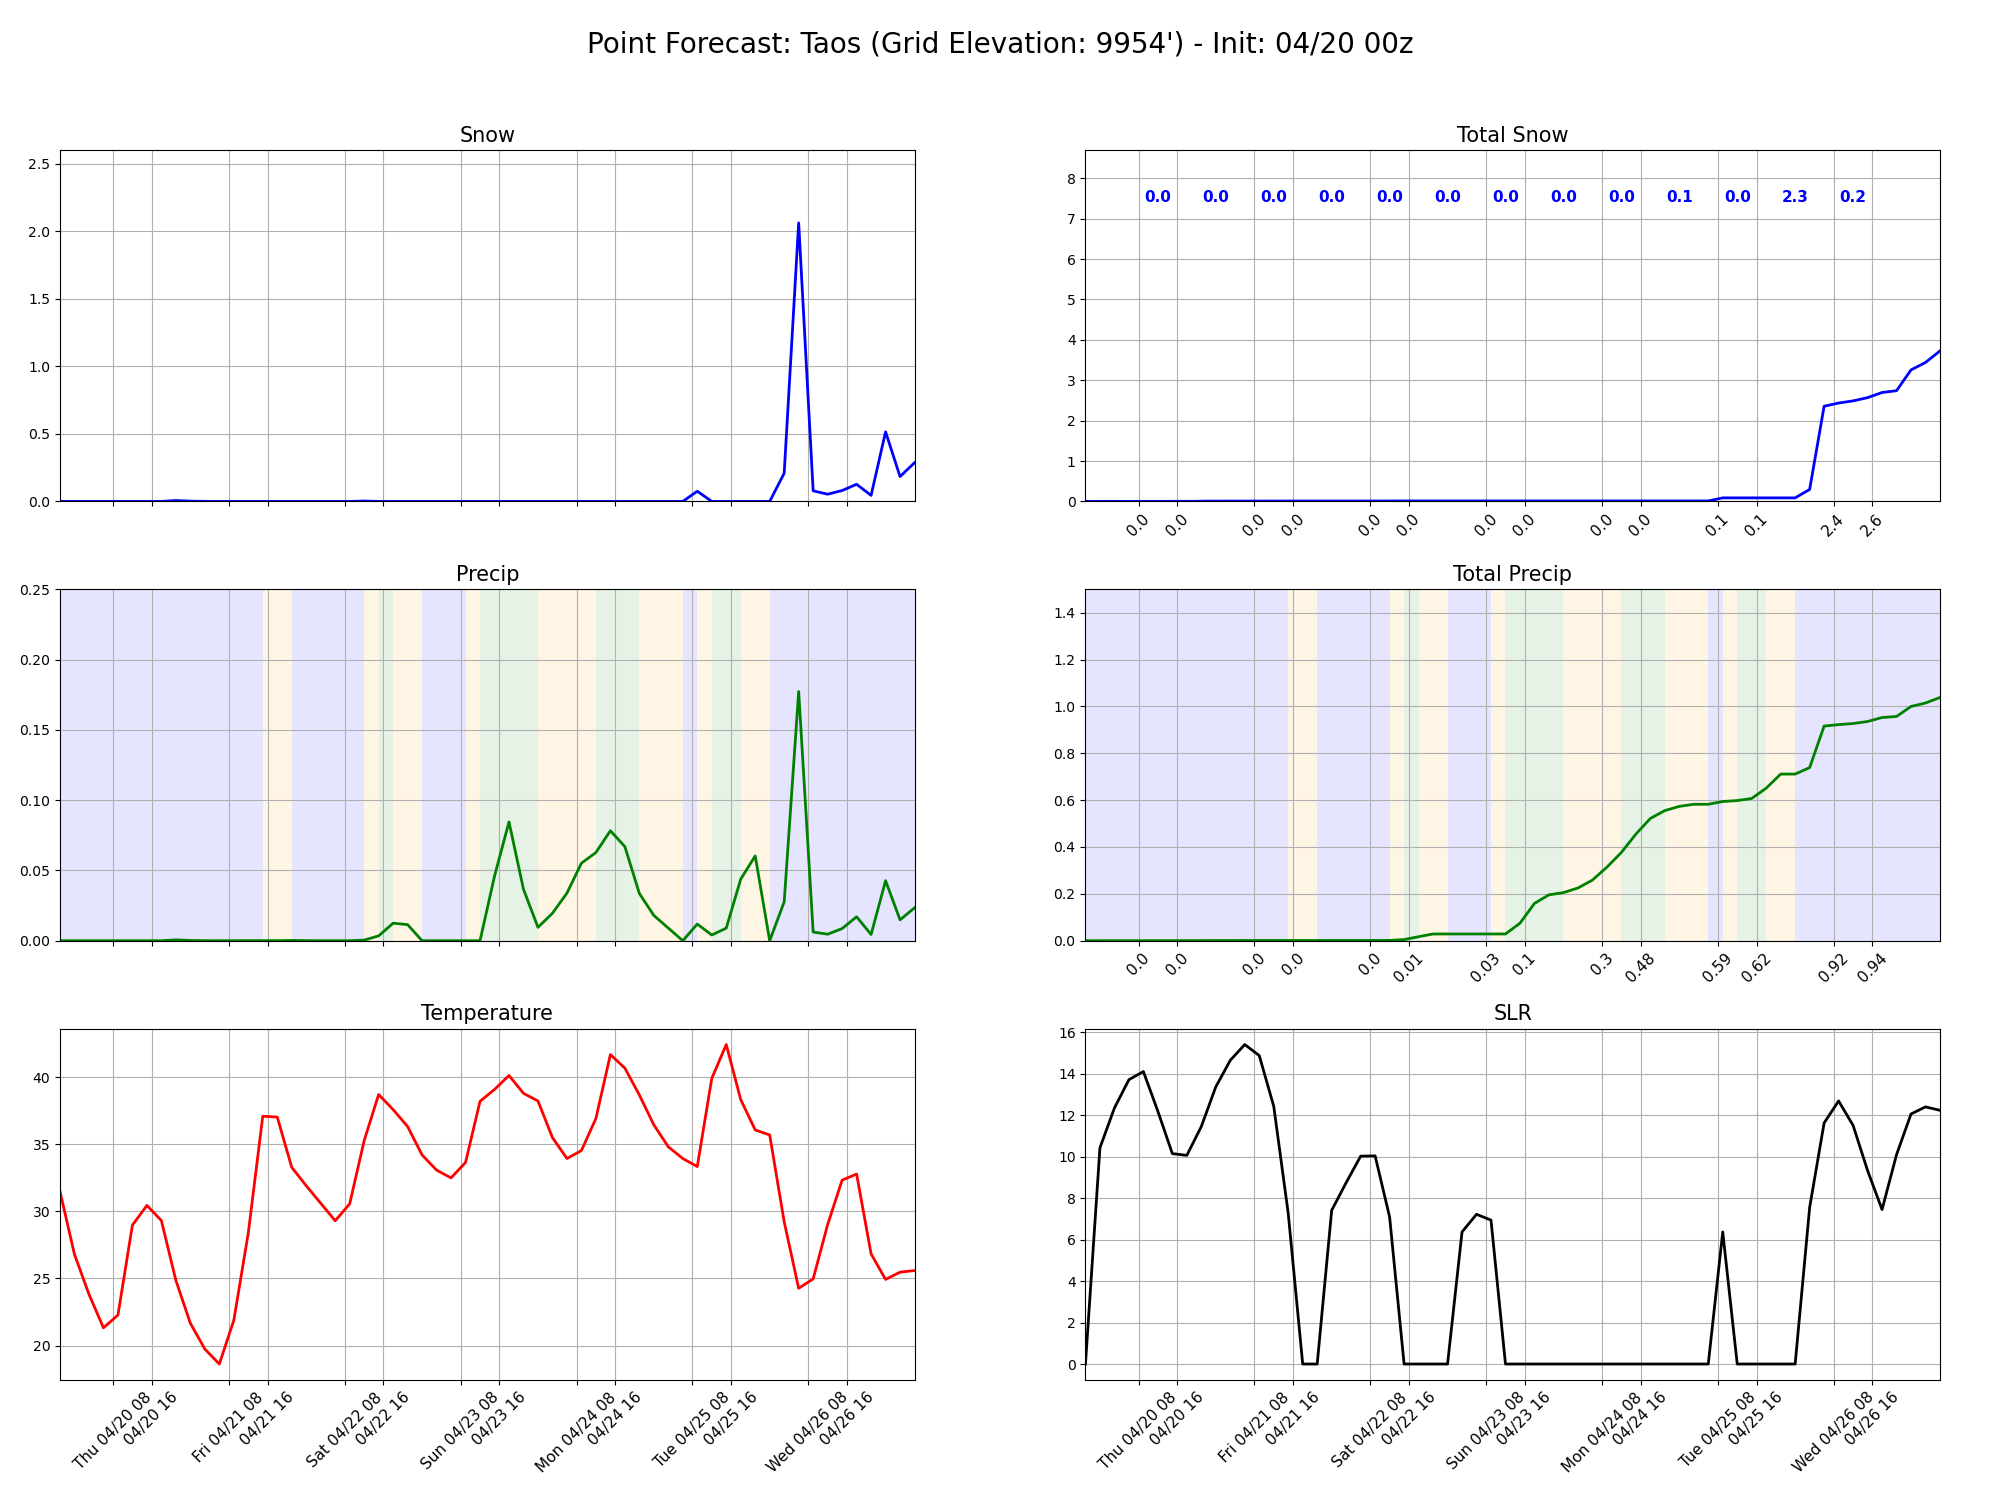 Point Forecast: Taos (Grid Elevation: 9954') - Init: 04/20 00z
Snow
2.5
2.0
1.5
1.0
0.5
0.0
Total Snow
8
7
6
5
4
3
2
1
0
0.0 0.0 0.0 0.0 0.0 0.0 0.0 0.0 0.0 0.1 0.0 2.3 0.2
0.0 0.0 0.0 0.0 0.0 0.0 0.0 0.0 0.0 0.0 0.1 0.1 2.4 2.6
Precip
0.25
0.20
0.15
0.10
0.05
0.00
Total Precip
1.4
1.2
1.0
0.8
0.6
0.4
0.2
0.0
0.0 0.0 0.0 0.0 0.0 0.01 0.03 0.1 0.3 0.48 0.59 0.62 0.92 0.94
Temperature
40
35
30
25
20
Thu 04/20 08
04/20 16
Fri 04/21 08
04/21 16
Sat 04/22 08
04/22 16
Sun 04/23 08
04/23 16
Mon 04/24 08
04/24 16
Tue 04/25 08
04/25 16
Wed 04/26 08
04/26 16
SLR
16
14
12
10
8
6
4
2
0
Thu 04/20 08
04/20 16
Fri 04/21 08
04/21 16
Sat 04/22 08
04/22 16
Sun 04/23 08
04/23 16
Mon 04/24 08
04/24 16
Tue 04/25 08
04/25 16
Wed 04/26 08
04/26 16